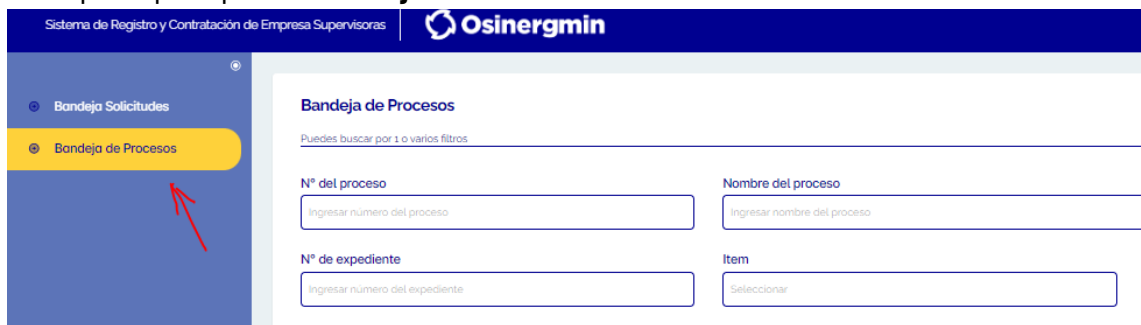 Sistema de Registro y Contratación de Empresa Supervisoras
Osinergmin
Bandeja Solicitudes
Bandeja de Procesos
Bandeja de Procesos
Puedes buscar por 1 o varios filtros
N° del proceso
Nombre del proceso
Ingresar número del proceso
Ingresar nombre del proceso
N° de expediente
Item
Ingresar número del expediente
Seleccionar